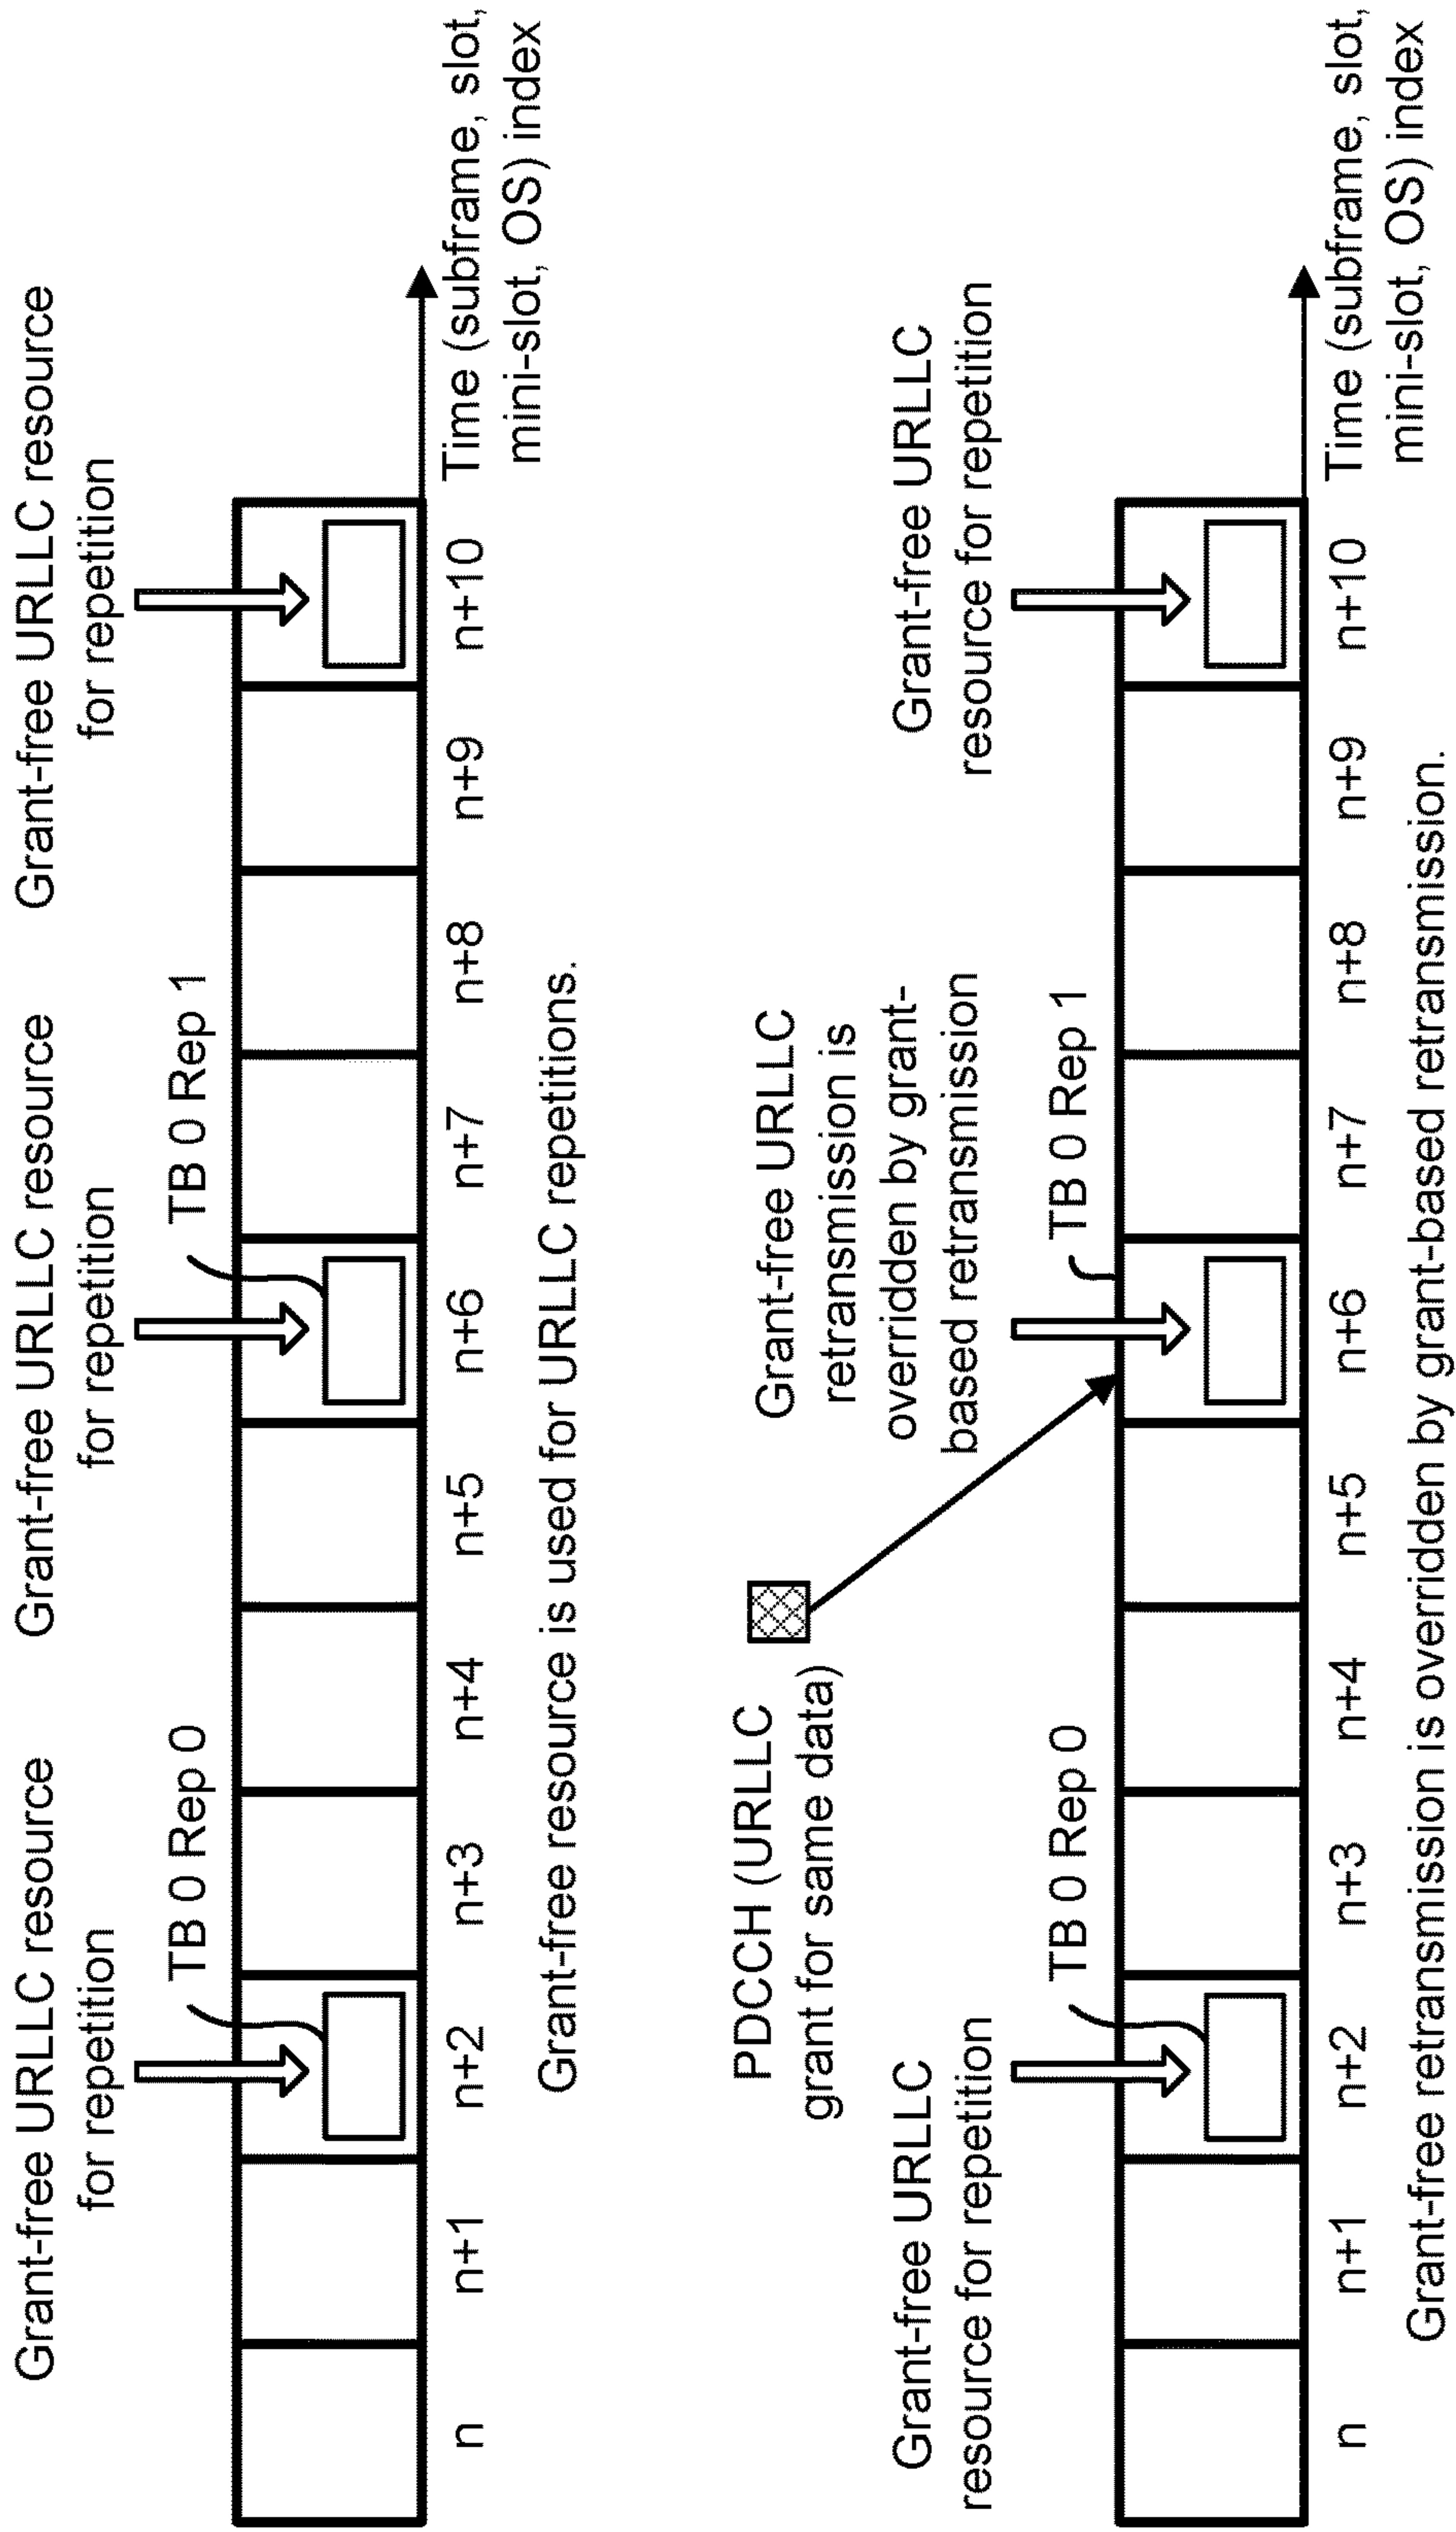 Grant-free URLLC resource
for repetition
Grant-free URLLC resource
for repetition
Grant-free URLLC resource
for repetition
TB 0 Rep 0
TB 0 Rep 1
n
n+1
n+2
n+3
n+4
n+5
n+6
n+7
n+8
n+9
n+10
Time (subframe, slot,
mini-slot, OS) index
Grant-free resource is used for URLLC repetitions.
PDCCH (URLLC
grant for same data)
Grant-free URLLC
resource for repetition
Grant-free URLLC
retransmission is
overridden by grant-
based retransmission
Grant-free URLLC
resource for repetition
TB 0 Rep 0
TB 0 Rep 1
n
n+1
n+2
n+3
n+4
n+5
n+6
n+7
n+8
n+9
n+10
Time (subframe, slot,
mini-slot, OS) index
Grant-free retransmission is overridden by grant-based retransmission.